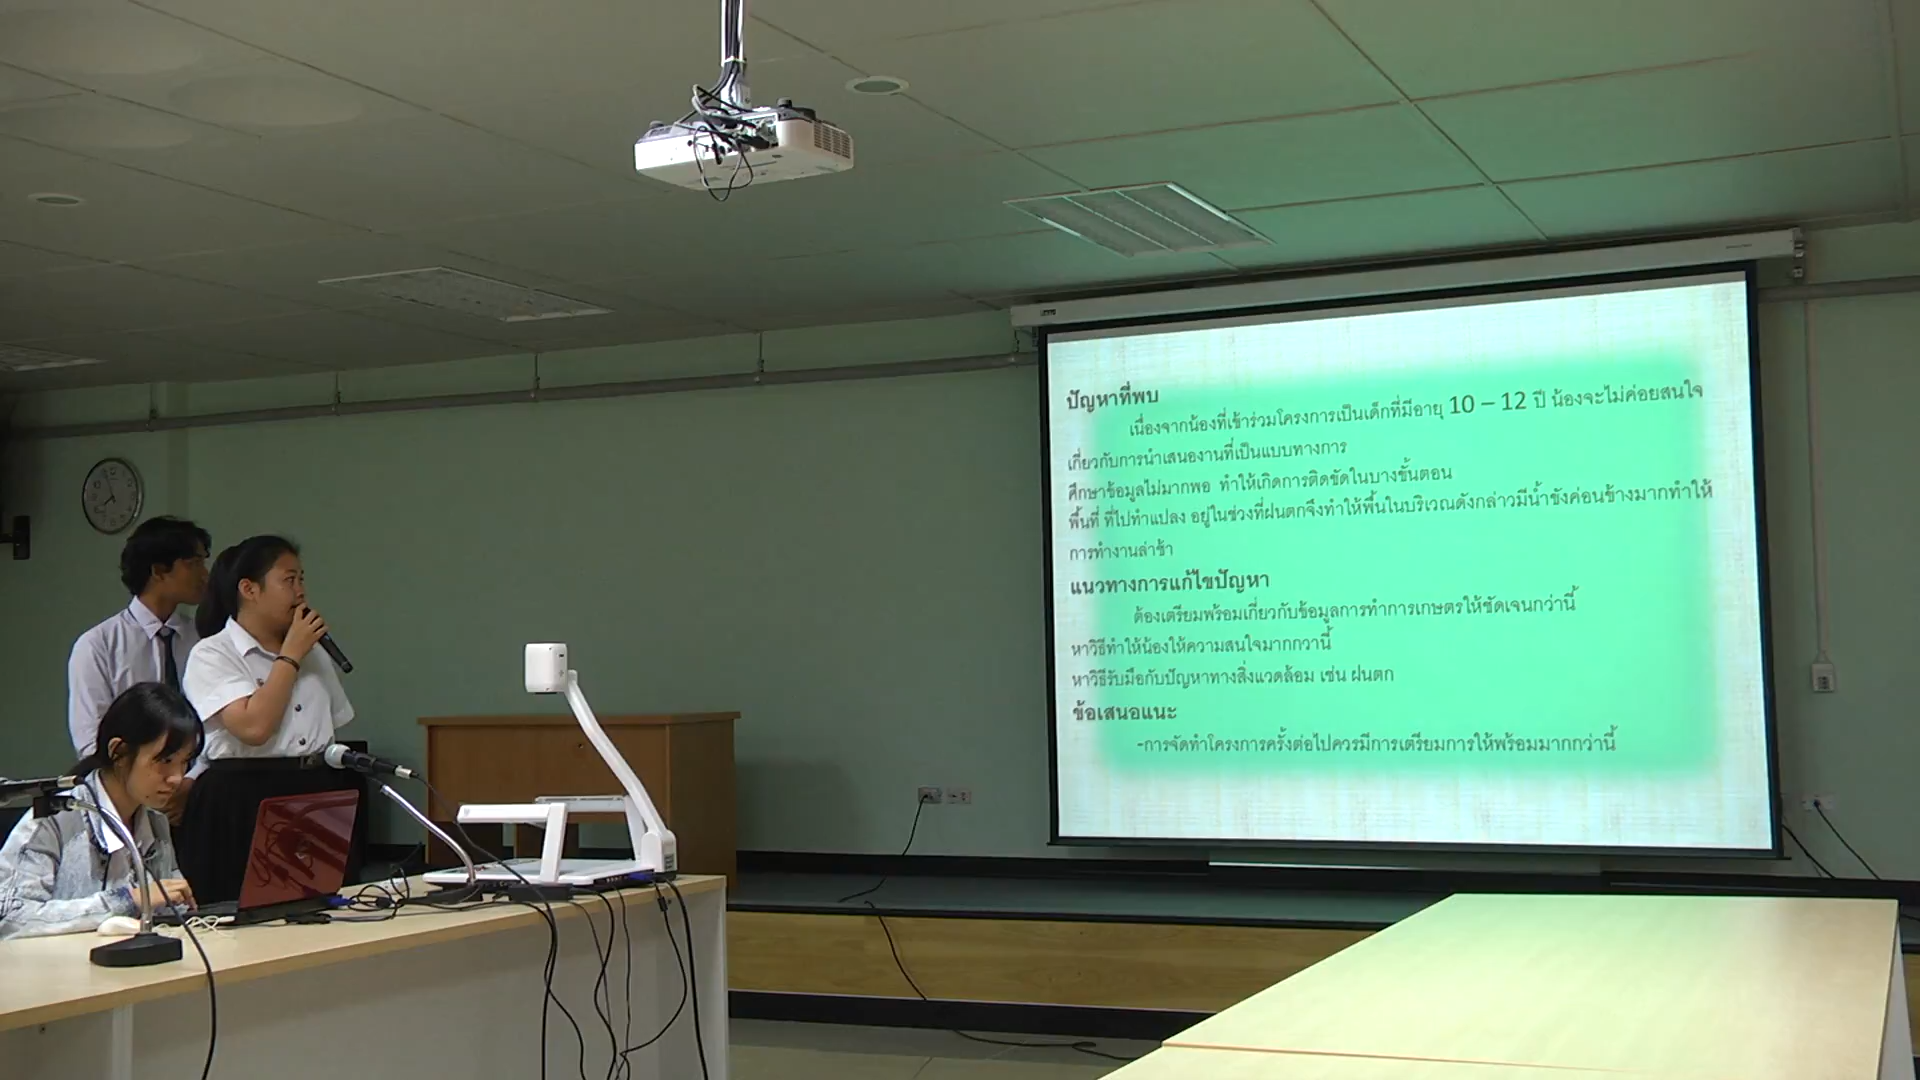 ปัญหาที่พบ
เนื่องจากน้องที่เข้าร่วมโครงการเป็นเด็กที่มีอายุ 10 – 12 ปี น้องจะไม่ค่อยสนใจ
เกี่ยวกับการนำเสนองานที่เป็นแบบทางการ
ศึกษาข้อมูลไม่มากพอ ทำให้เกิดการติดขัดในบางขั้นตอน
พื้นที่ ที่ไปทำแปลง อยู่ในช่วงที่ฝนตกจึงทำให้พื้นในบริเวณดังกล่าวมีน้ำขังค่อนข้างมากทำให้
การทำงานล่าช้า
แนวทางการแก้ไขปัญหา
ต้องเตรียมพร้อมเกี่ยวกับข้อมูลการทำการเกษตรให้ชัดเจนกว่านี้
หาวิธีทำให้น้องให้ความสนใจมากกวานี้
หาวิธีรับมือกับปัญหาทางสิ่งแวดล้อม เช่น ฝนตก
ข้อเสนอแนะ
-การจัดทำโครงการครั้งต่อไปควรมีการเตรียมการให้พร้อมมากกว่านี้